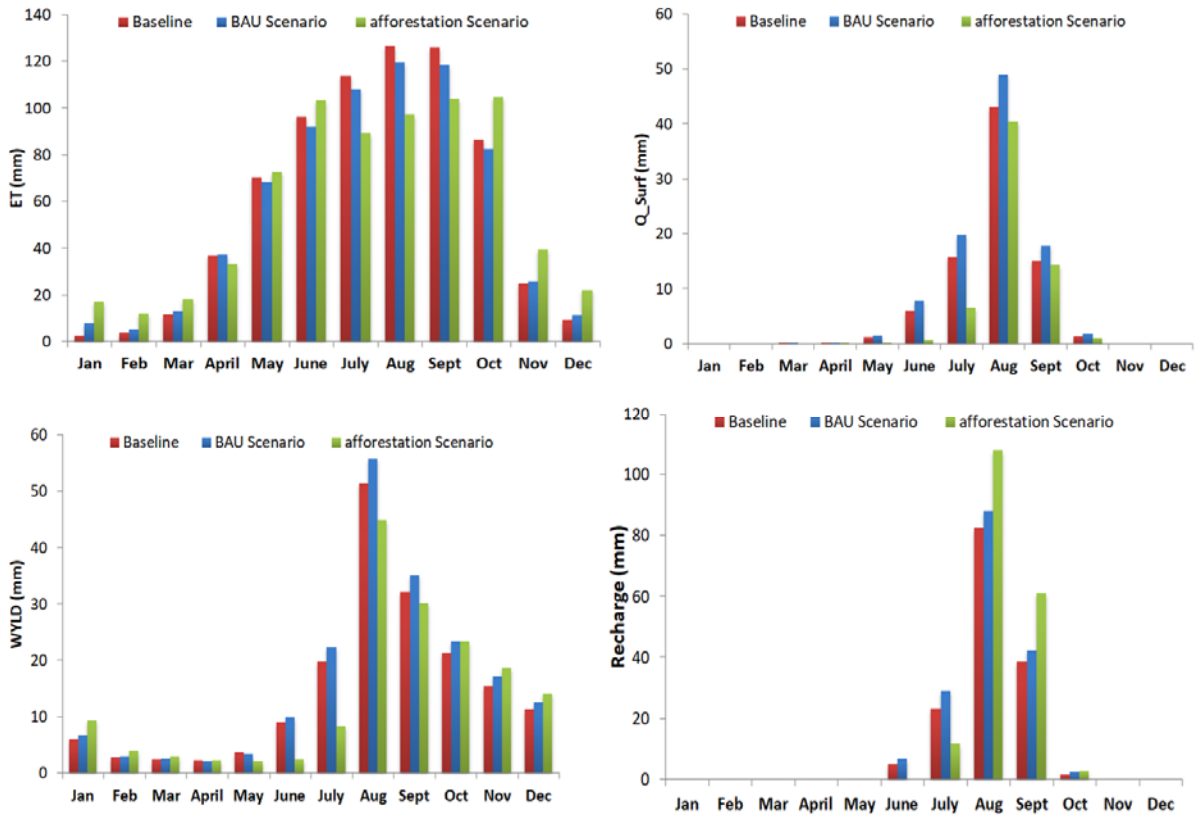 Baseline BAU Scenario afforestation Scenario
ET (mm)
140
120
100
80
60
40
20
0
Jan Feb Mar April May June July Aug Sept Oct Nov Dec
Baseline BAU Scenario afforestation Scenario
Q_Surf (mm)
60
50
40
30
20
10
0
Jan Feb Mar April May June July Aug Sept Oct Nov Dec
Baseline BAU Scenario afforestation Scenario
WYLD (mm)
60
50
40
30
20
10
0
Jan Feb Mar April May June July Aug Sept Oct Nov Dec
Baseline BAU Scenario afforestation Scenario
Recharge (mm)
120
100
80
60
40
20
0
Jan Feb Mar April May June July Aug Sept Oct Nov Dec